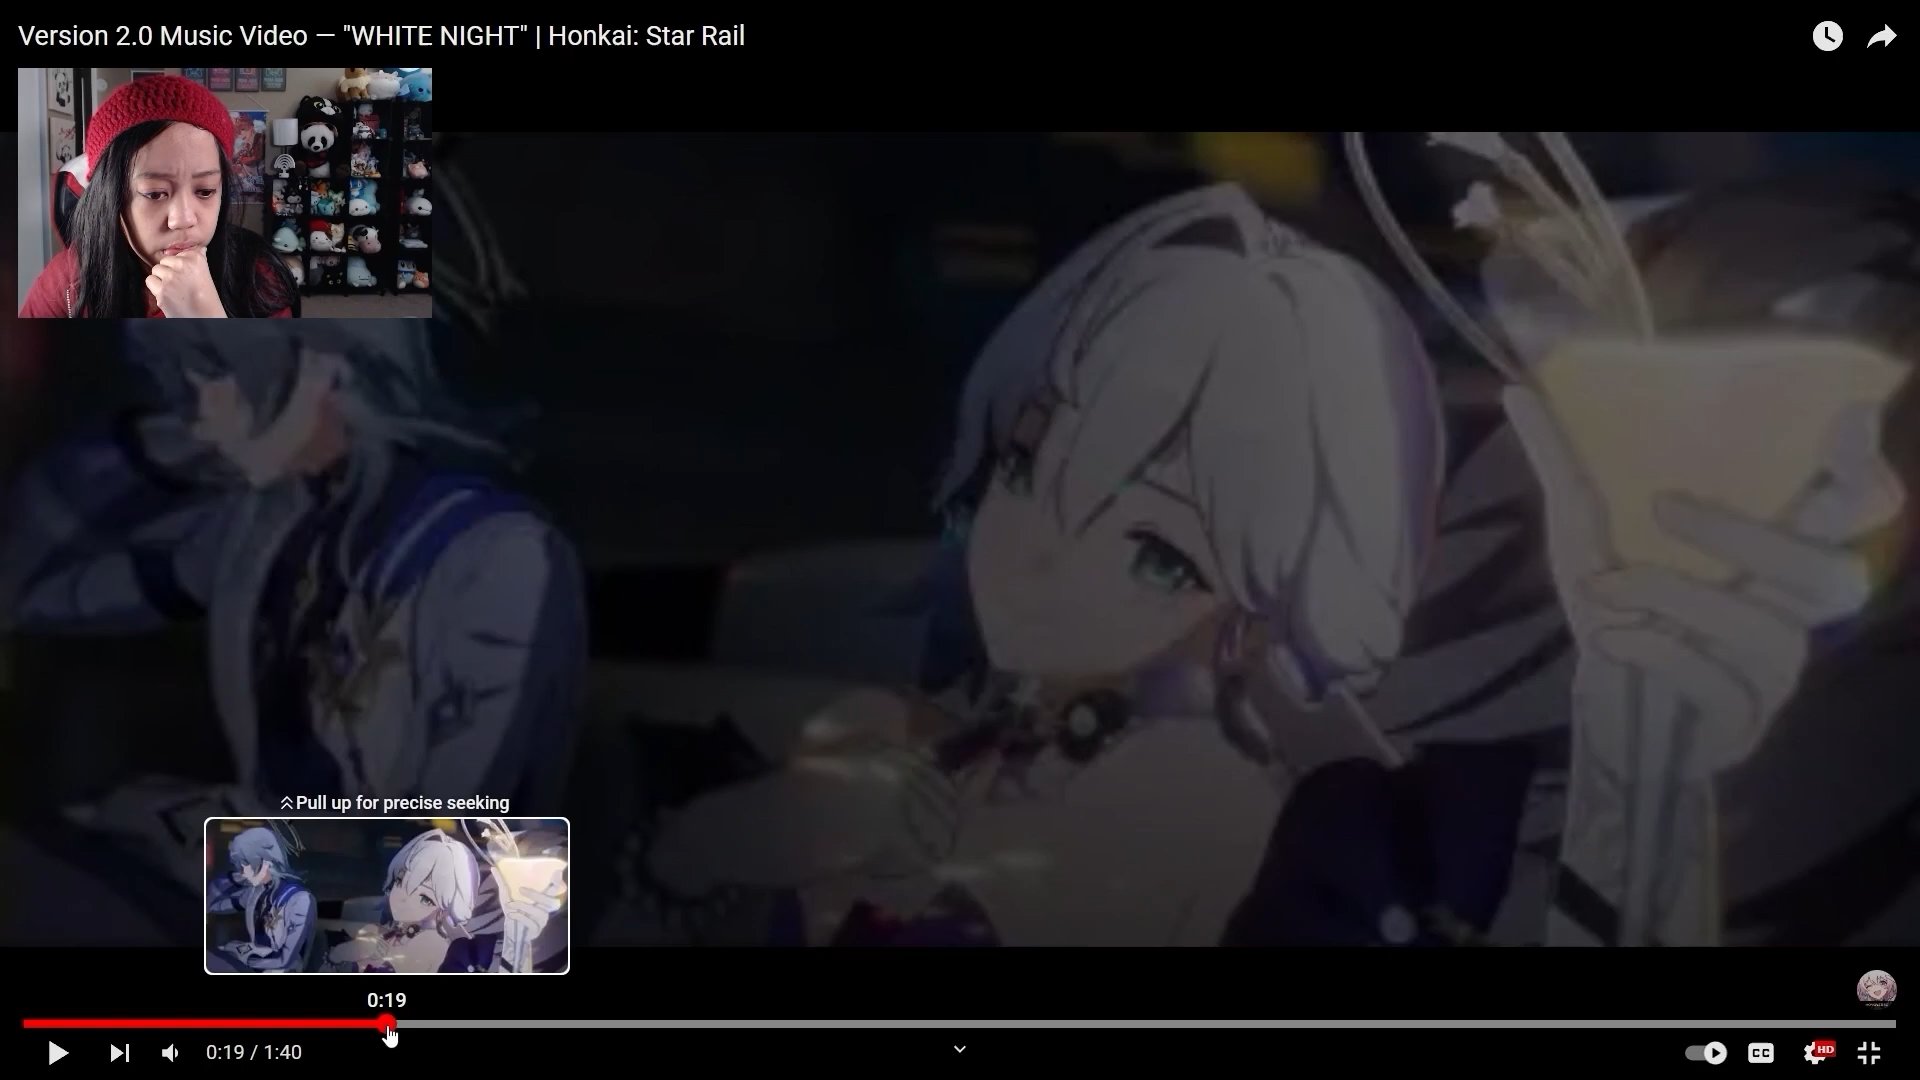 Version 2.0 Music Video — "WHITE NIGHT" | Honkai: Star Rail
Pull up for precise seeking
0:19
0:19 / 1:40
CC
HD